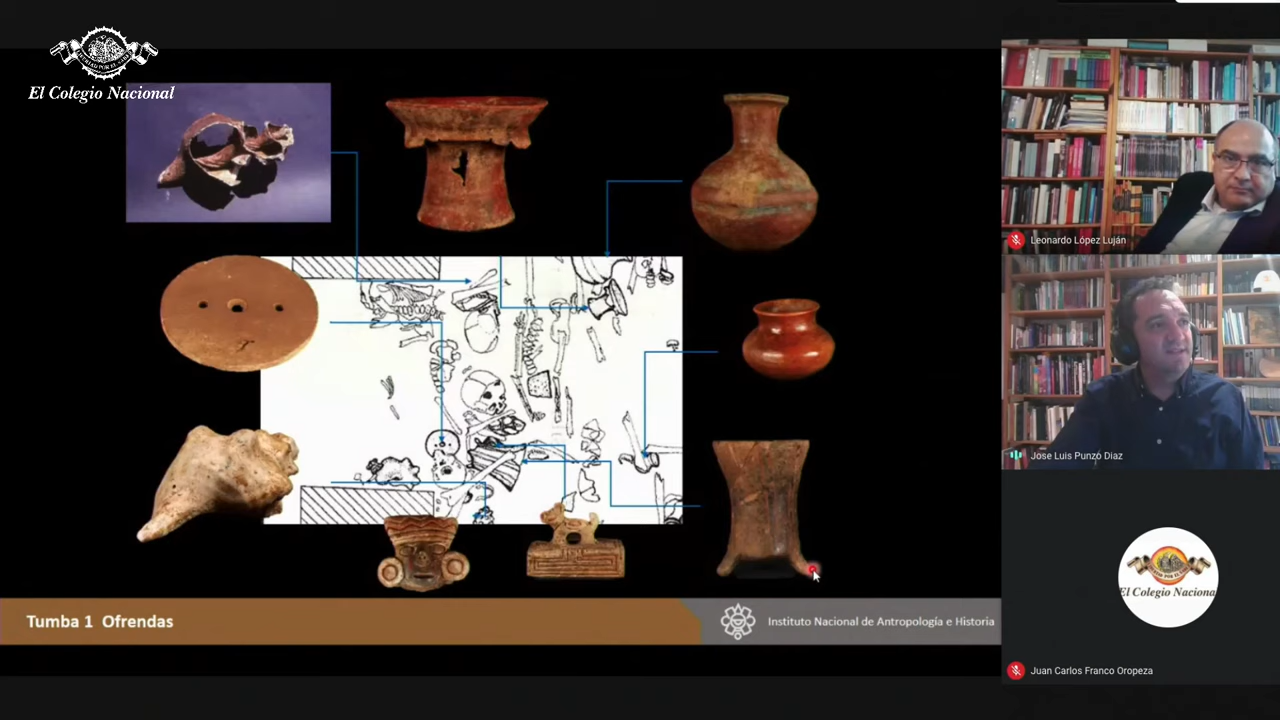 El Colegio Nacional
Leonardo López Luján
Jose Luis Punzo Diaz
El Colegio Nacional
Juan Carlos Franco Oropeza
Tumba 1 Ofrendas
Instituto Nacional de Antropología e Historia